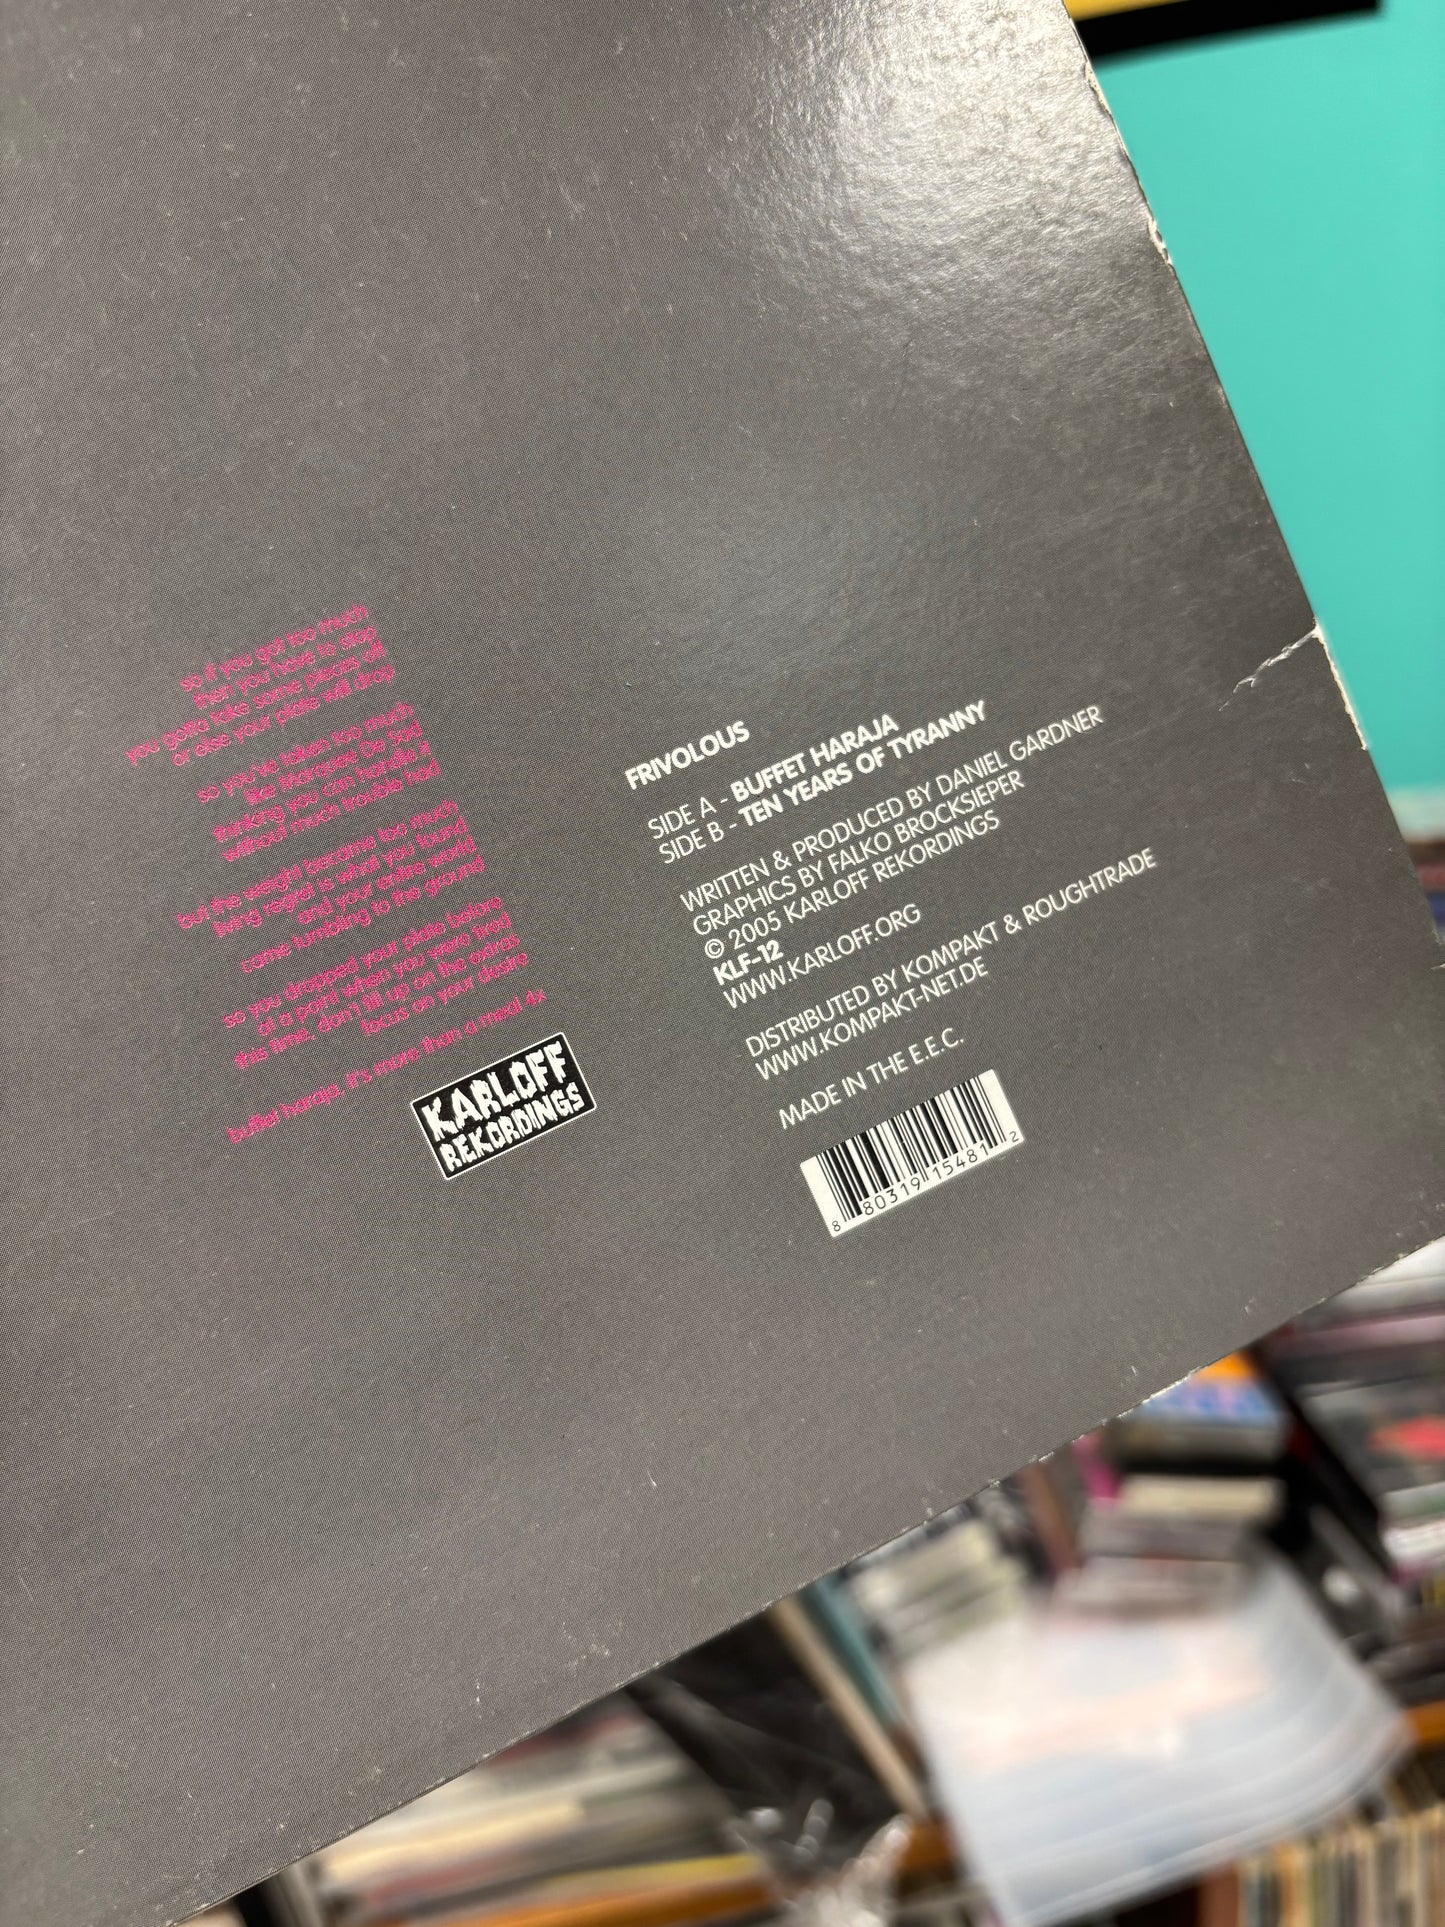 so if you got too much
then you have to stop
you gotta take some pieces off
or else your plate will drop
so you've taken too much
like Marquee De Sad
thinking you can handle it
without much trouble had
but the weight became too much
living regret is what you found
and your entire world
came tumbling to the ground
so you dropped your plate before
at a point when you were tired
this time, don't fill up on the extras
focus on your desire
buffet haraja, it's more than a meal 4x
KARLOFF
REKORDINGS
FRIVOLOUS
SIDE A - BUFFET HARAJA
SIDE B - TEN YEARS OF TYRANNY
WRITTEN & PRODUCED BY DANIEL GARDNER
GRAPHICS BY FALKO BROCKSIEPER
© 2005 KARLOFF REKORDINGS
KLF-12
WWW.KARLOFF.ORG
DISTRIBUTED BY KOMPAKT & ROUGHTRADE
WWW.KOMPAKT-NET.DE
MADE IN THE E.E.C.
8 80319 15481 2